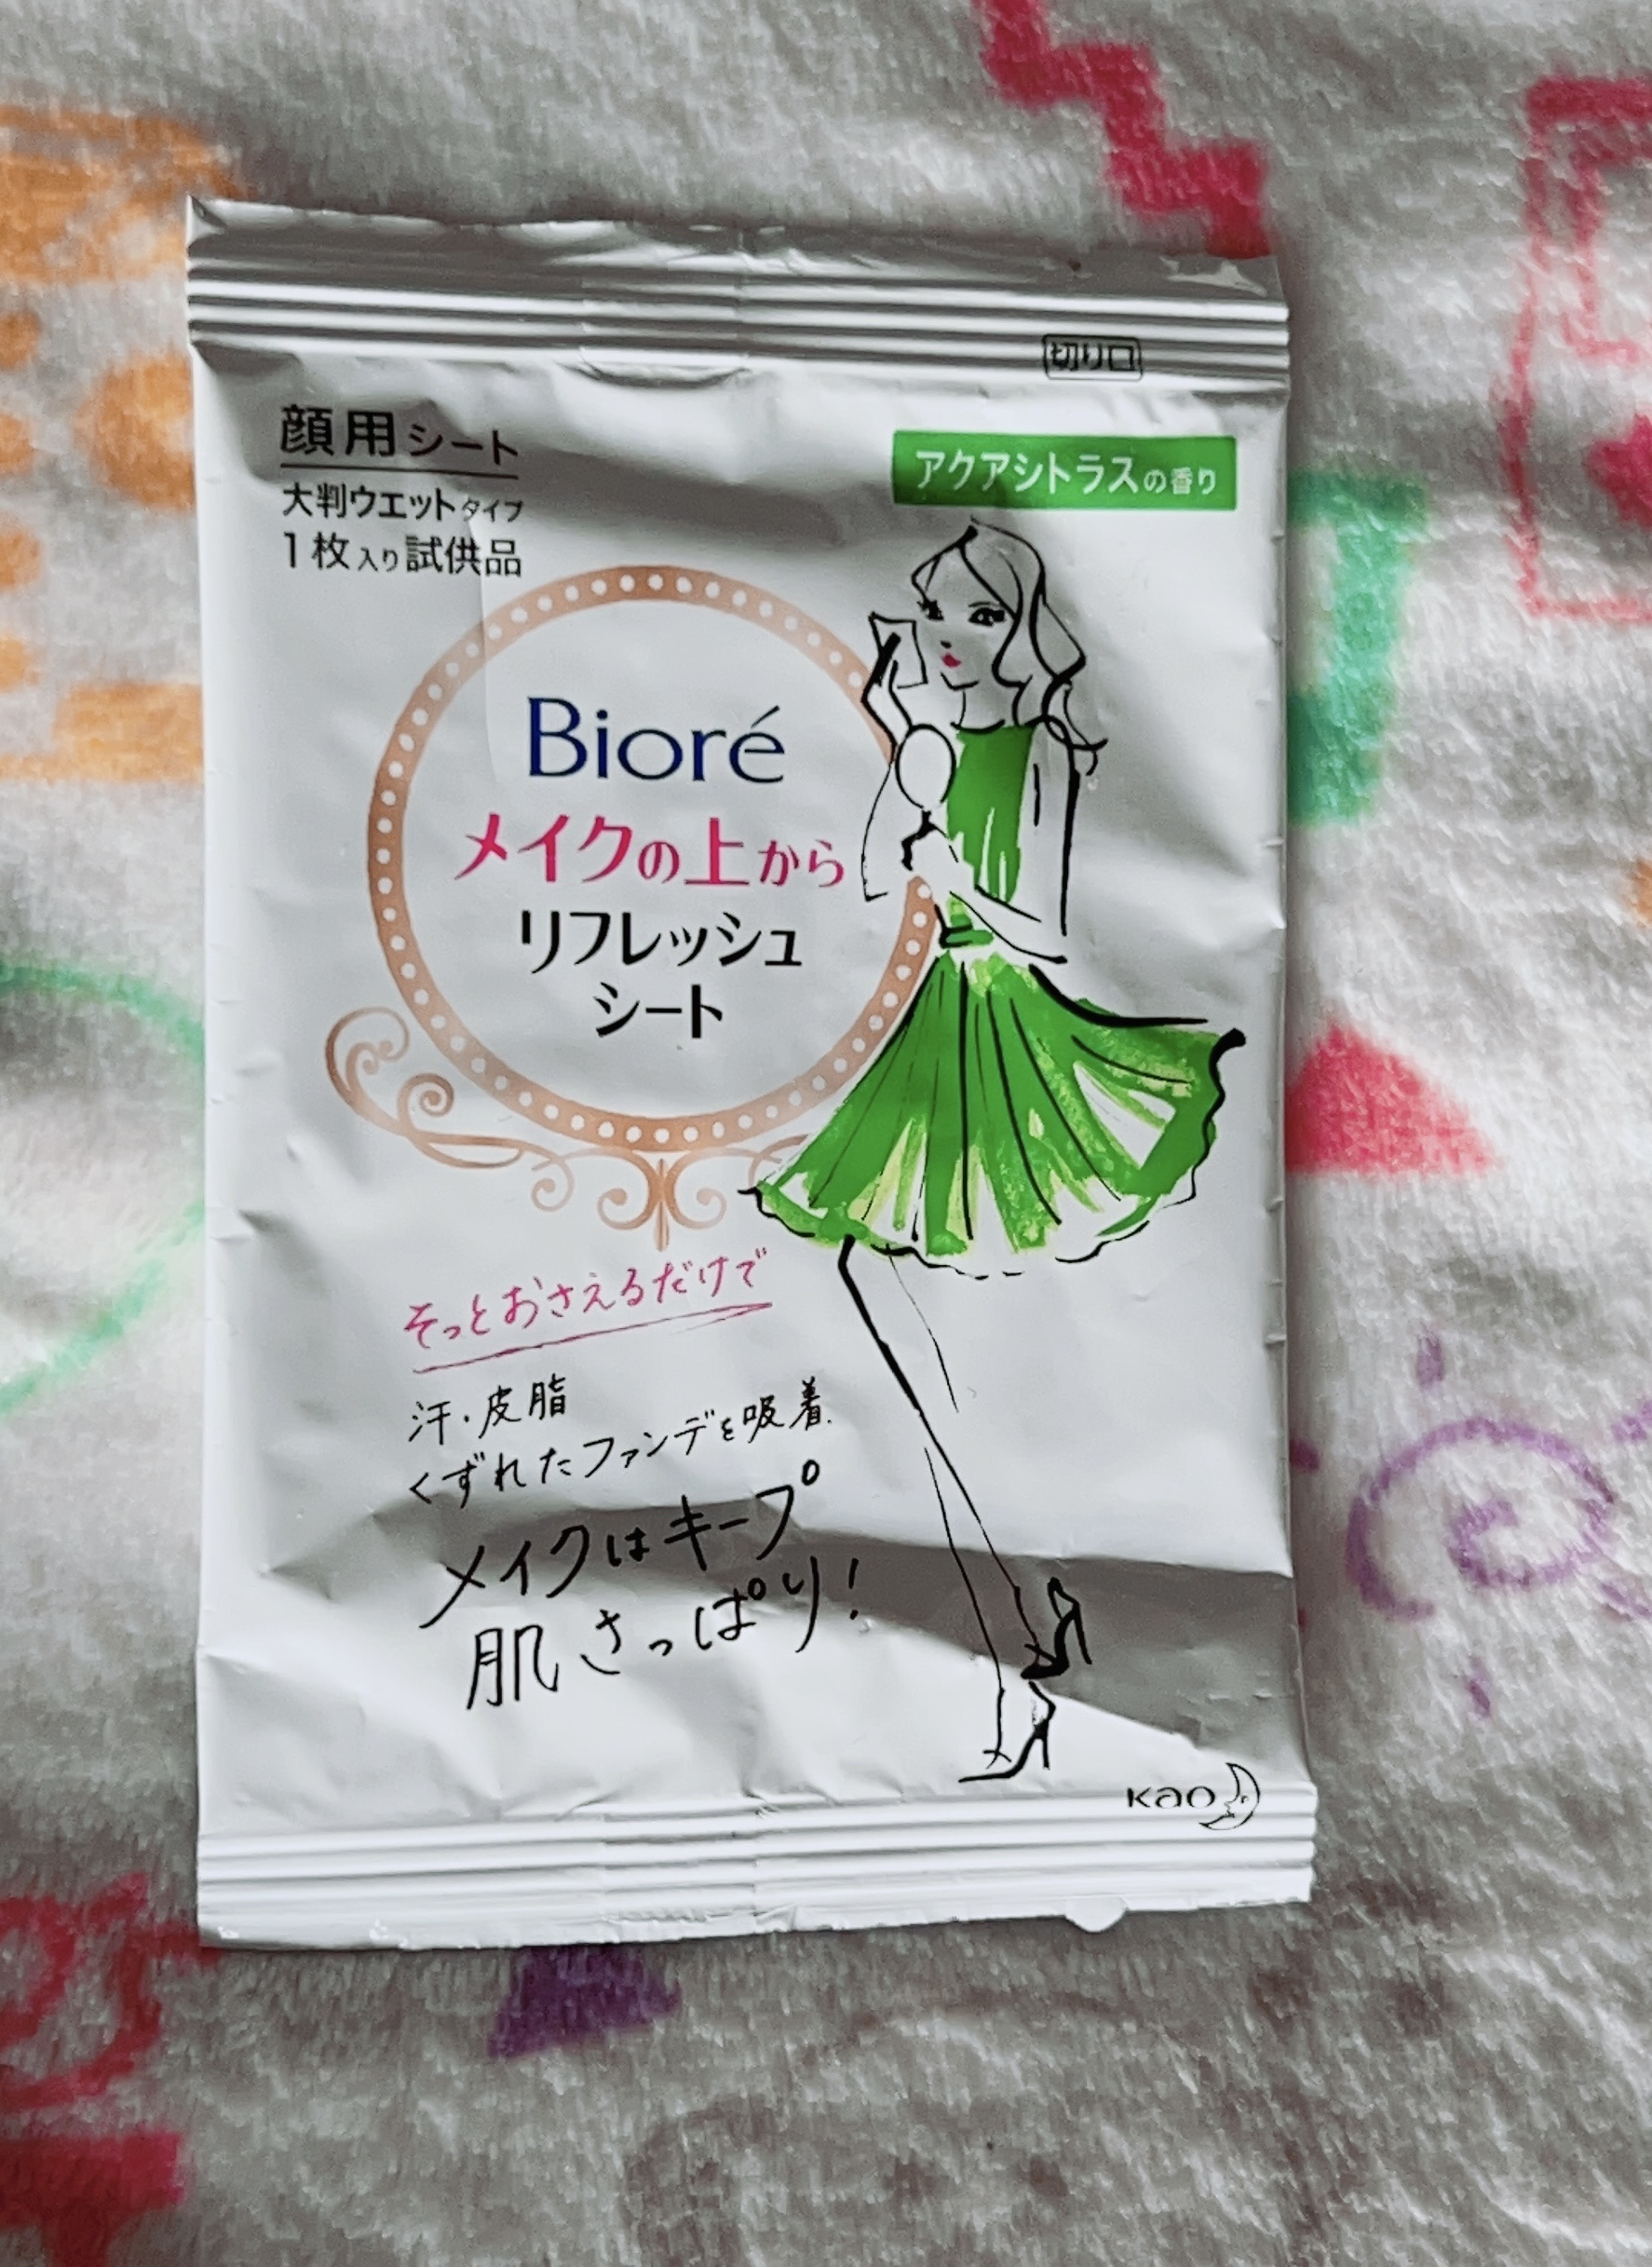 切り口
顔用シート
大判ウエットタイプ
1枚入り試供品
アクアシトラスの香り
Bioré
メイクの上から
リフレッシュ
シート
そっとおさえるだけで
汗・皮脂
くずれたファンデを吸着
メイクはキープ
肌さっぱり!
Kao